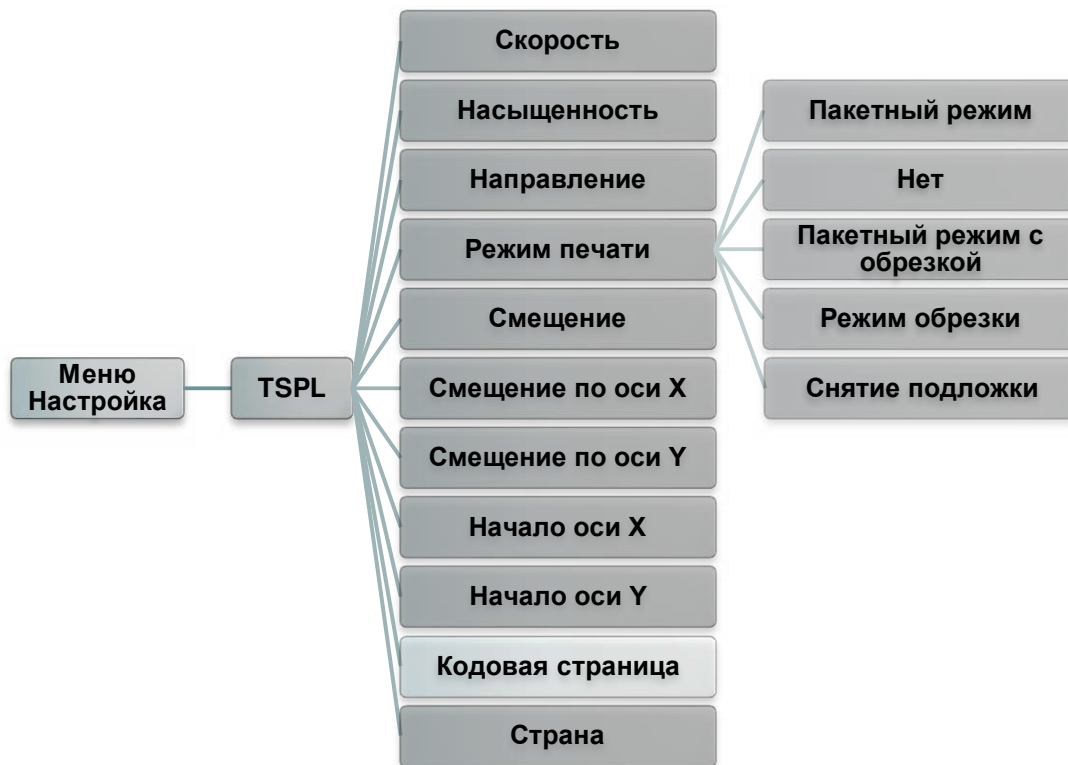 Меню
Настройка
TSPL
Скорость
Насыщенность
Направление
Режим печати
Смещение
Смещение по оси X
Смещение по оси Y
Начало оси X
Начало оси Y
Кодовая страница
Страна
Пакетный режим
Нет
Пакетный режим с
обрезкой
Режим обрезки
Снятие подложки